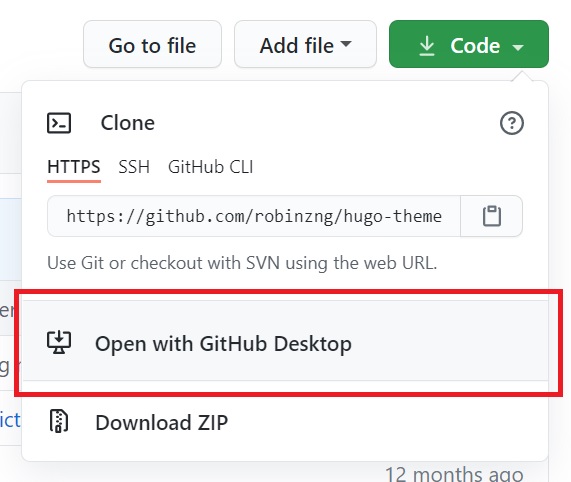 Go to file Add file Code
Clone
HTTPS SSH GitHub CLI
https://github.com/robinzng/hugo-theme
Use Git or checkout with SVN using the web URL.
er
Open with GitHub Desktop
g
ict
Download ZIP
12 months ago